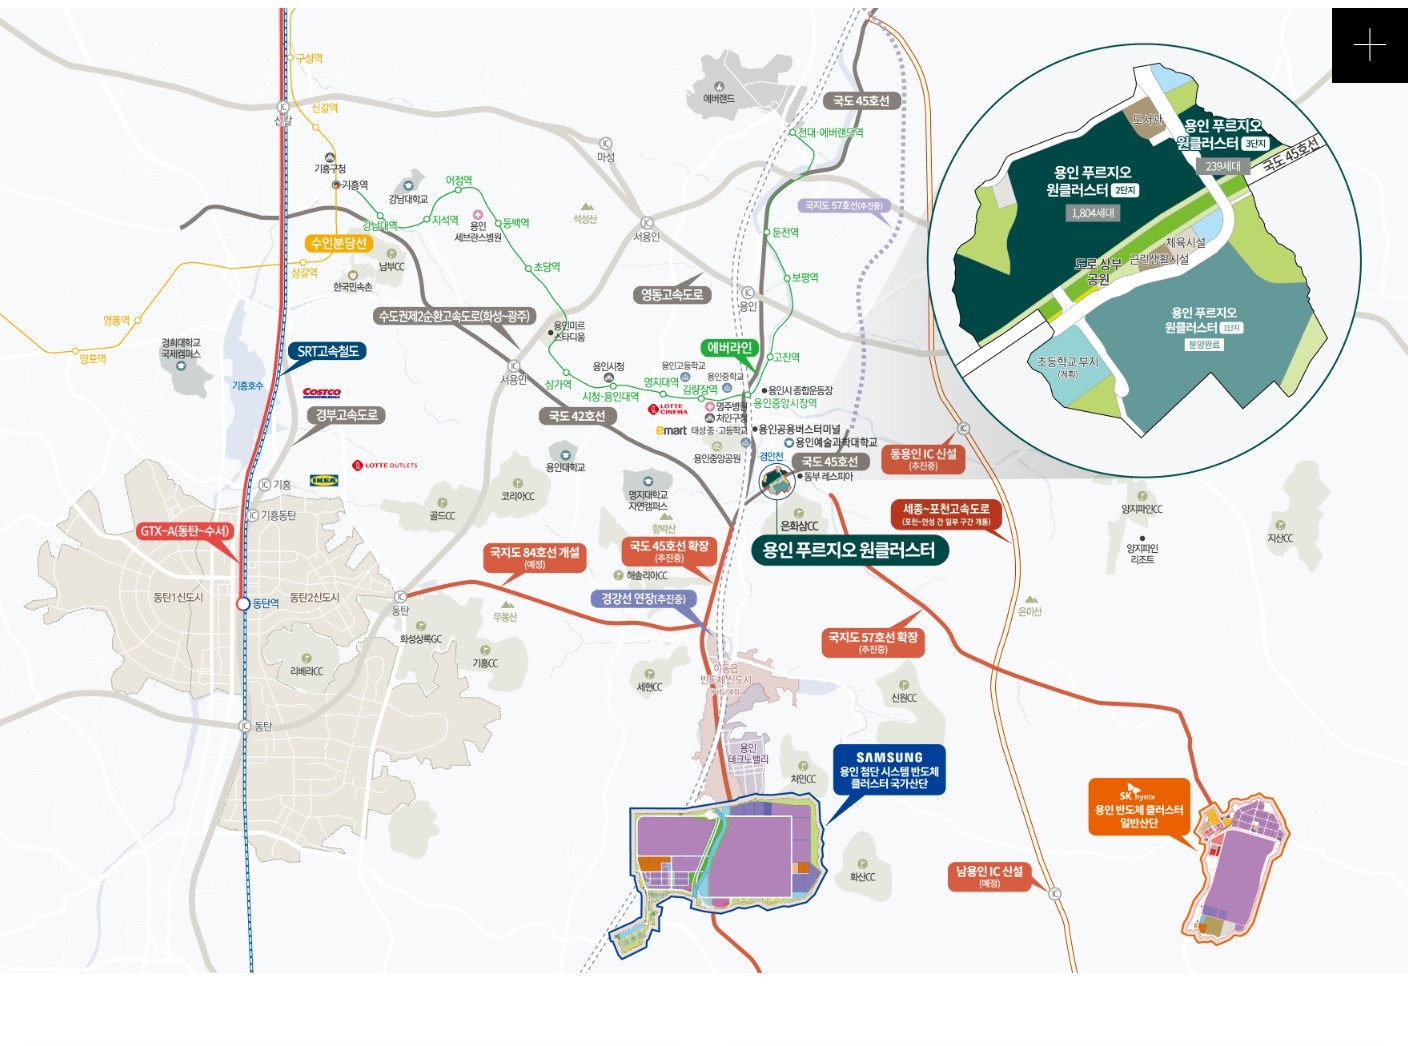 구성역
신갈역
신갈
기흥구청
기흥역
강남대학교
어정역
강남대역
지석역
용인
세브란스병원
동백역
수인분당선
상갈역
남부CC
한국민속촌
초당역
영통역
망포역
경희대학교
국제캠퍼스
기흥호수
SRT고속철도
COSTCO
WHOLESALE
경부고속도로
수도권제2순환고속도로(화성~광주)
용인미르
스타디움
서용인
에버랜드
국도 45호선
전대·에버랜드역
마성
석성산
서용인
국지도 57호선(추진중)
둔전역
보평역
영동고속도로
용인
에버라인
고진역
삼가역
용인시청
시청·용인대역
명지대역
용인고등학교
용인중학교
김량장역
용인시 종합운동장
용인중앙시장역
국도 42호선
LOTTE
CINEMA
명주병원
처인구청
emart
태성중·고등학교
용인공용버스터미널
용인예술과학대학교
용인중앙공원
경안천
국도 45호선
동부 레스피아
LOTTE OUTLETS
IKEA
기흥
기흥동탄
GTX-A(동탄~수서)
골드CC
코리아CC
용인대학교
명지대학교
자연캠퍼스
함박산
은화삼CC
용인 푸르지오 원클러스터
국지도 84호선 개설
(예정)
국도 45호선 확장
(추진중)
해솔리아CC
경강선 연장(추진중)
동탄1신도시
동탄역
동탄2신도시
동탄
화성상록GC
리베라CC
기흥CC
부봉산
동탄
세현CC
이동읍
반도체 신도시
용인
테크노밸리
처인CC
SAMSUNG
용인 첨단 시스템 반도체
클러스터 국가산단
화산CC
신원CC
국지도 57호선 확장
(추진중)
동용인 IC 신설
(추진중)
세종~포천고속도로
(포천~안성 간 일부 구간 개통)
은이산
양지파인CC
양지파인
리조트
지산CC
남용인 IC 신설
(예정)
SK hynix
용인 반도체 클러스터
일반산단
도서관
용인 푸르지오
원클러스터 3단지
239세대
국도 45호선
용인 푸르지오
원클러스터 2단지
1,804세대
체육시설
근린생활시설
도로 상부
공원
용인 푸르지오
원클러스터 1단지
분양완료
초등학교 부지
(계획)
IC
IC
IC
IC
IC
IC
IC
IC
IC
IC
IC